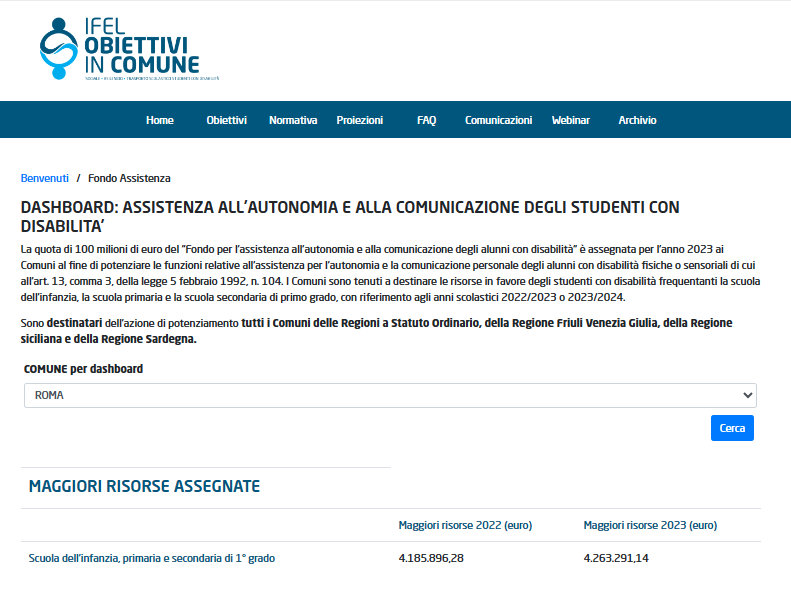 IFEL
OBIETTIVI
IN COMUNE
Home Obiettivi Normativa Proiezioni FAQ Comunicazioni Webinar Archivio
Benvenuti / Fondo Assistenza
DASHBOARD: ASSISTENZA ALL'AUTONOMIA E ALLA COMUNICAZIONE DEGLI STUDENTI CON
DISABILITA'
La quota di 100 milioni di euro del "Fondo per l'assistenza all'autonomia e alla comunicazione degli alunni con disabilità" è assegnata per l'anno 2023 ai
Comuni al fine di potenziare le funzioni relative all'assistenza per l'autonomia e la comunicazione personale degli alunni con disabilità fisiche o sensoriali di cui
all'art. 13, comma 3, della legge 5 febbraio 1992, n. 104. I Comuni sono tenuti a destinare le risorse in favore degli studenti con disabilità frequentanti la scuola
dell'infanzia, la scuola primaria e la scuola secondaria di primo grado, con riferimento agli anni scolastici 2022/2023 o 2023/2024.
Sono destinatari dell'azione di potenziamento tutti i Comuni delle Regioni a Statuto Ordinario, della Regione Friuli Venezia Giulia, della Regione
siciliana e della Regione Sardegna.
COMUNE per dashboard
ROMA
Cerca
MAGGIORI RISORSE ASSEGNATE
Maggiori risorse 2022 (euro) Maggiori risorse 2023 (euro)
Scuola dell'infanzia, primaria e secondaria di 1° grado 4.185.896,28 4.263.291,14